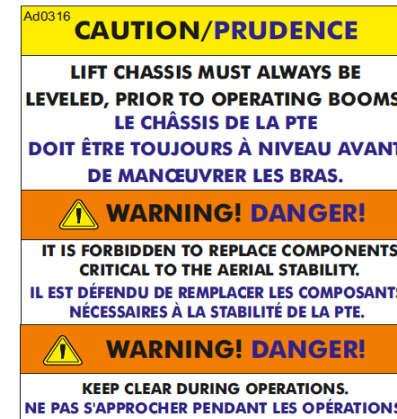 Ad0316
CAUTION/PRUDENCE
LIFT CHASSIS MUST ALWAYS BE
LEVELED, PRIOR TO OPERATING BOOMS
LE CHÂSSIS DE LA PTE
DOIT ÊTRE TOUJOURS À NIVEAU AVANT
DE MANŒUVRER LES BRAS.
WARNING! DANGER!
IT IS FORBIDDEN TO REPLACE COMPONENTS
CRITICAL TO THE AERIAL STABILITY.
IL EST DÉFENDU DE REMPLACER LES COMPOSANTS
NÉCESSAIRES À LA STABILITÉ DE LA PTE.
WARNING! DANGER!
KEEP CLEAR DURING OPERATIONS.
NE PAS S'APPROCHER PENDANT LES OPÉRATIONS